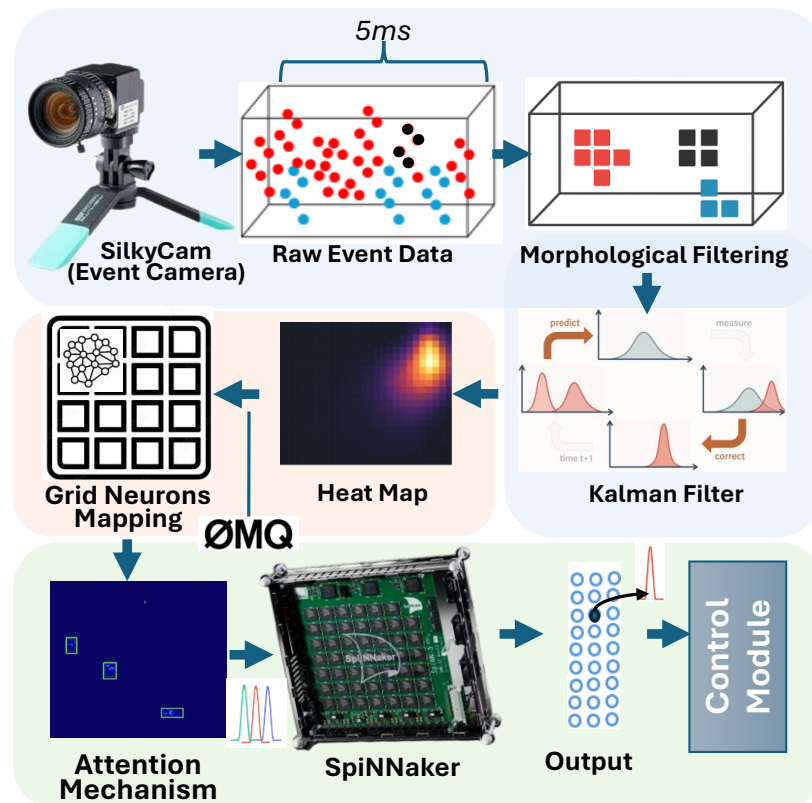 5ms
SilkyCam
(Event Camera)
Raw Event Data
Morphological Filtering
predict
measure
time t+1
correct
Grid Neurons
Mapping
Heat Map
Kalman Filter
ØMQ
SpiNNaker
Attention
Mechanism
SpiNNaker
Output
Control
Module